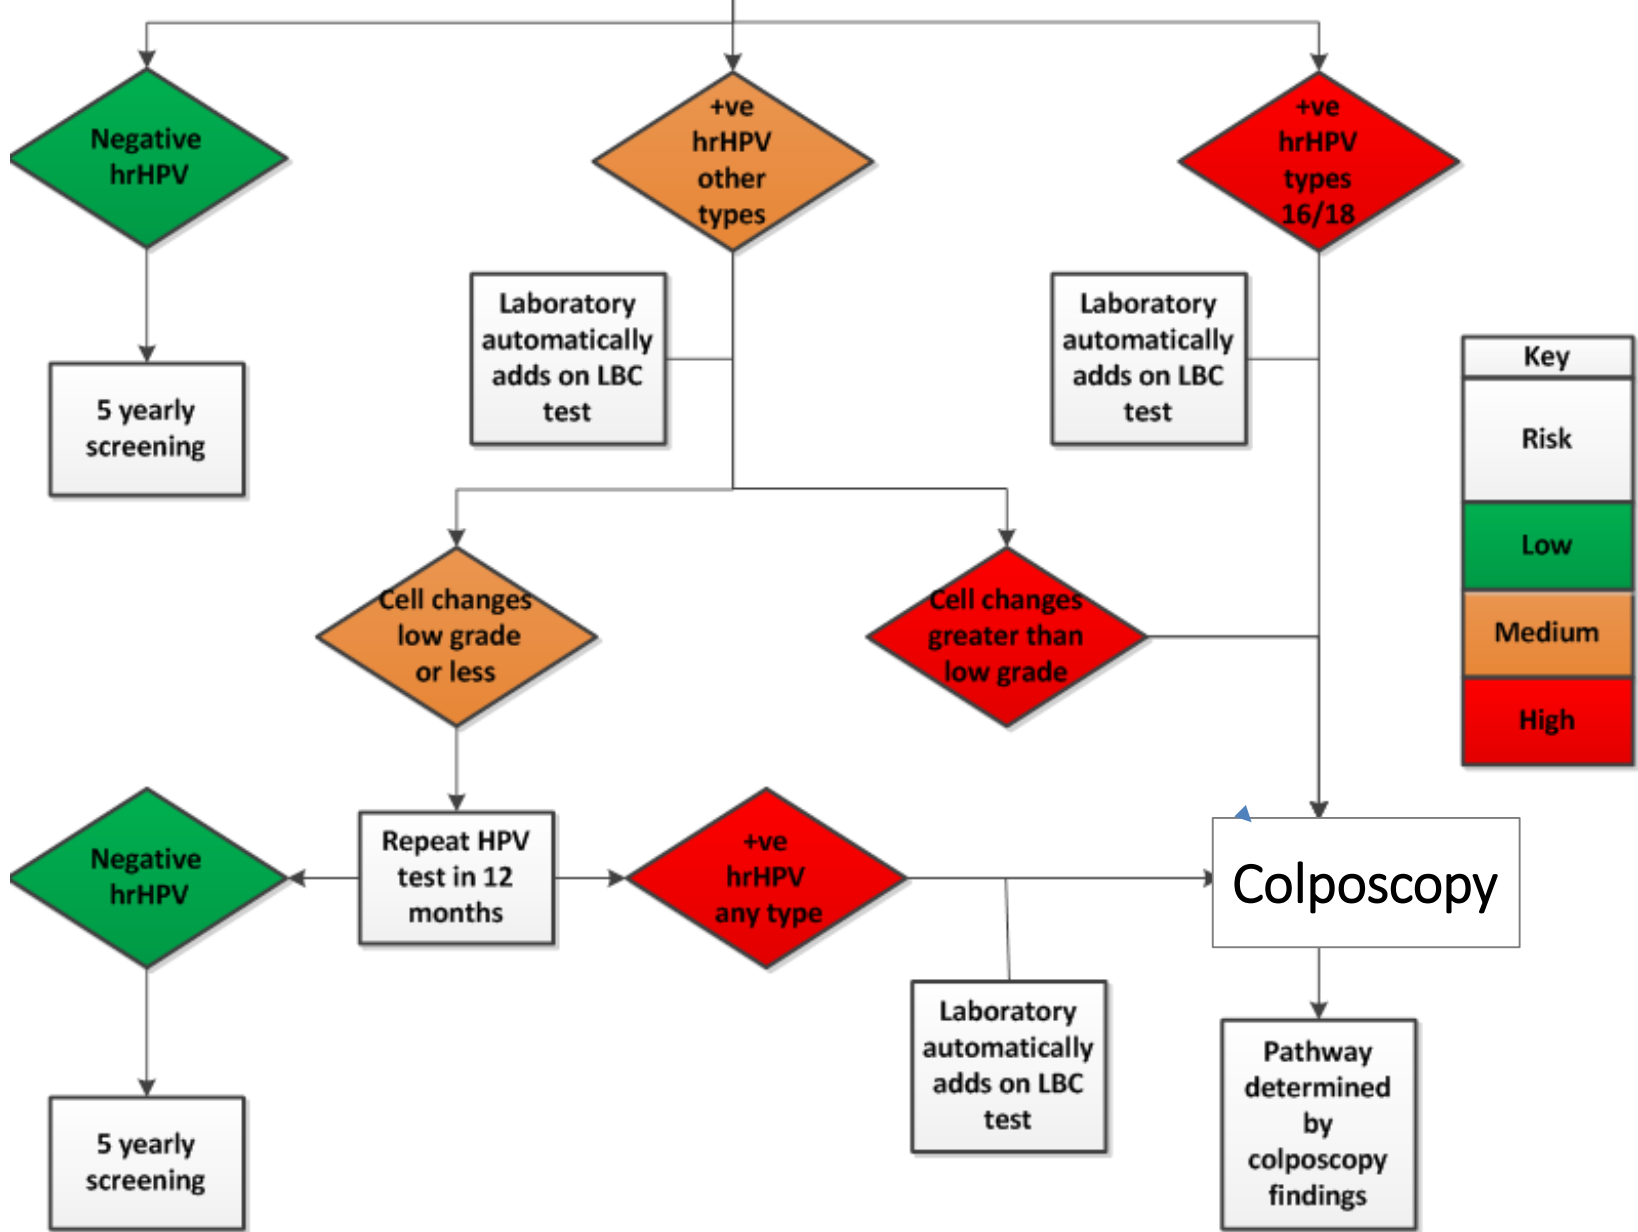 Negative
hrHPV
+ve
hrHPV
other
types
+ve
hrHPV
types
16/18
Laboratory
automatically
adds on LBC
test
Laboratory
automatically
adds on LBC
test
5 yearly
screening
Key
Risk
Low
Medium
High
Cell changes
low grade
or less
Cell changes
greater than
low grade
Negative
hrHPV
Repeat HPV
test in 12
months
+ve
hrHPV
any type
Colposcopy
Laboratory
automatically
adds on LBC
test
Pathway
determined
by
colposcopy
findings
5 yearly
screening